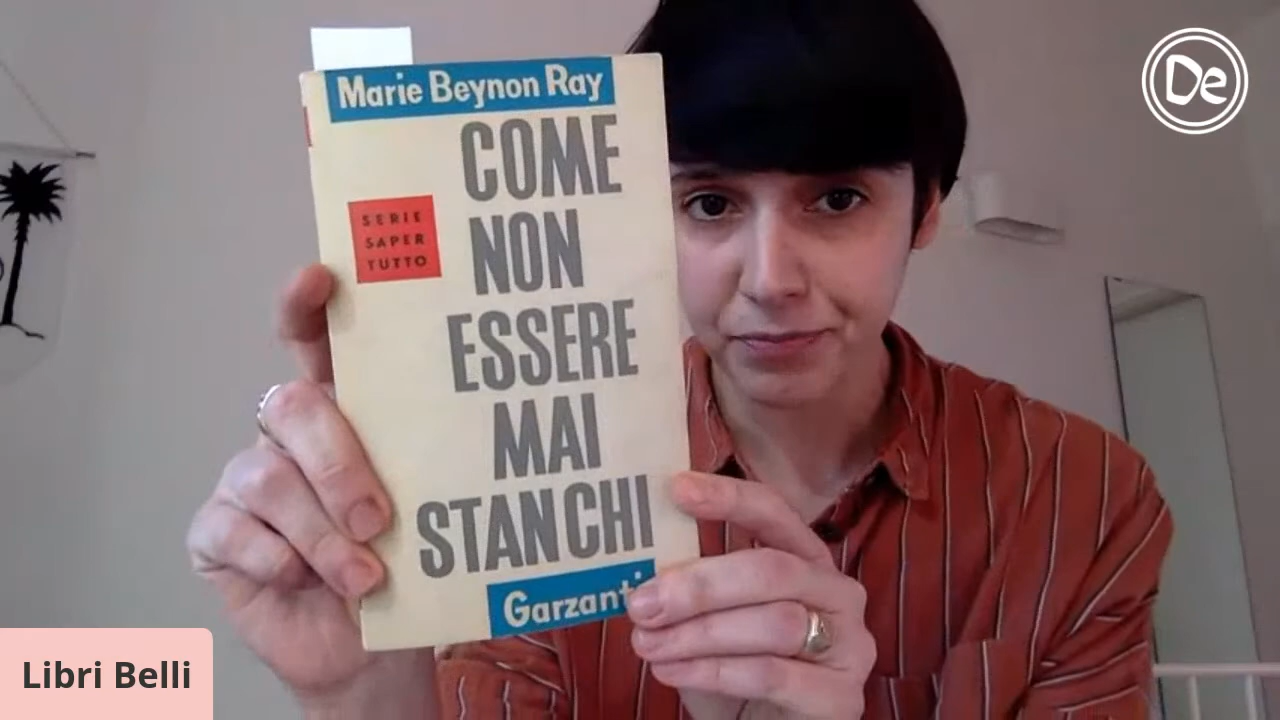 De
Marie Beynon Ray
COME
NON
ESSERE
MAI
STANCHI
SERIE
SAPER
TUTTO
Garzanti
Libri Belli